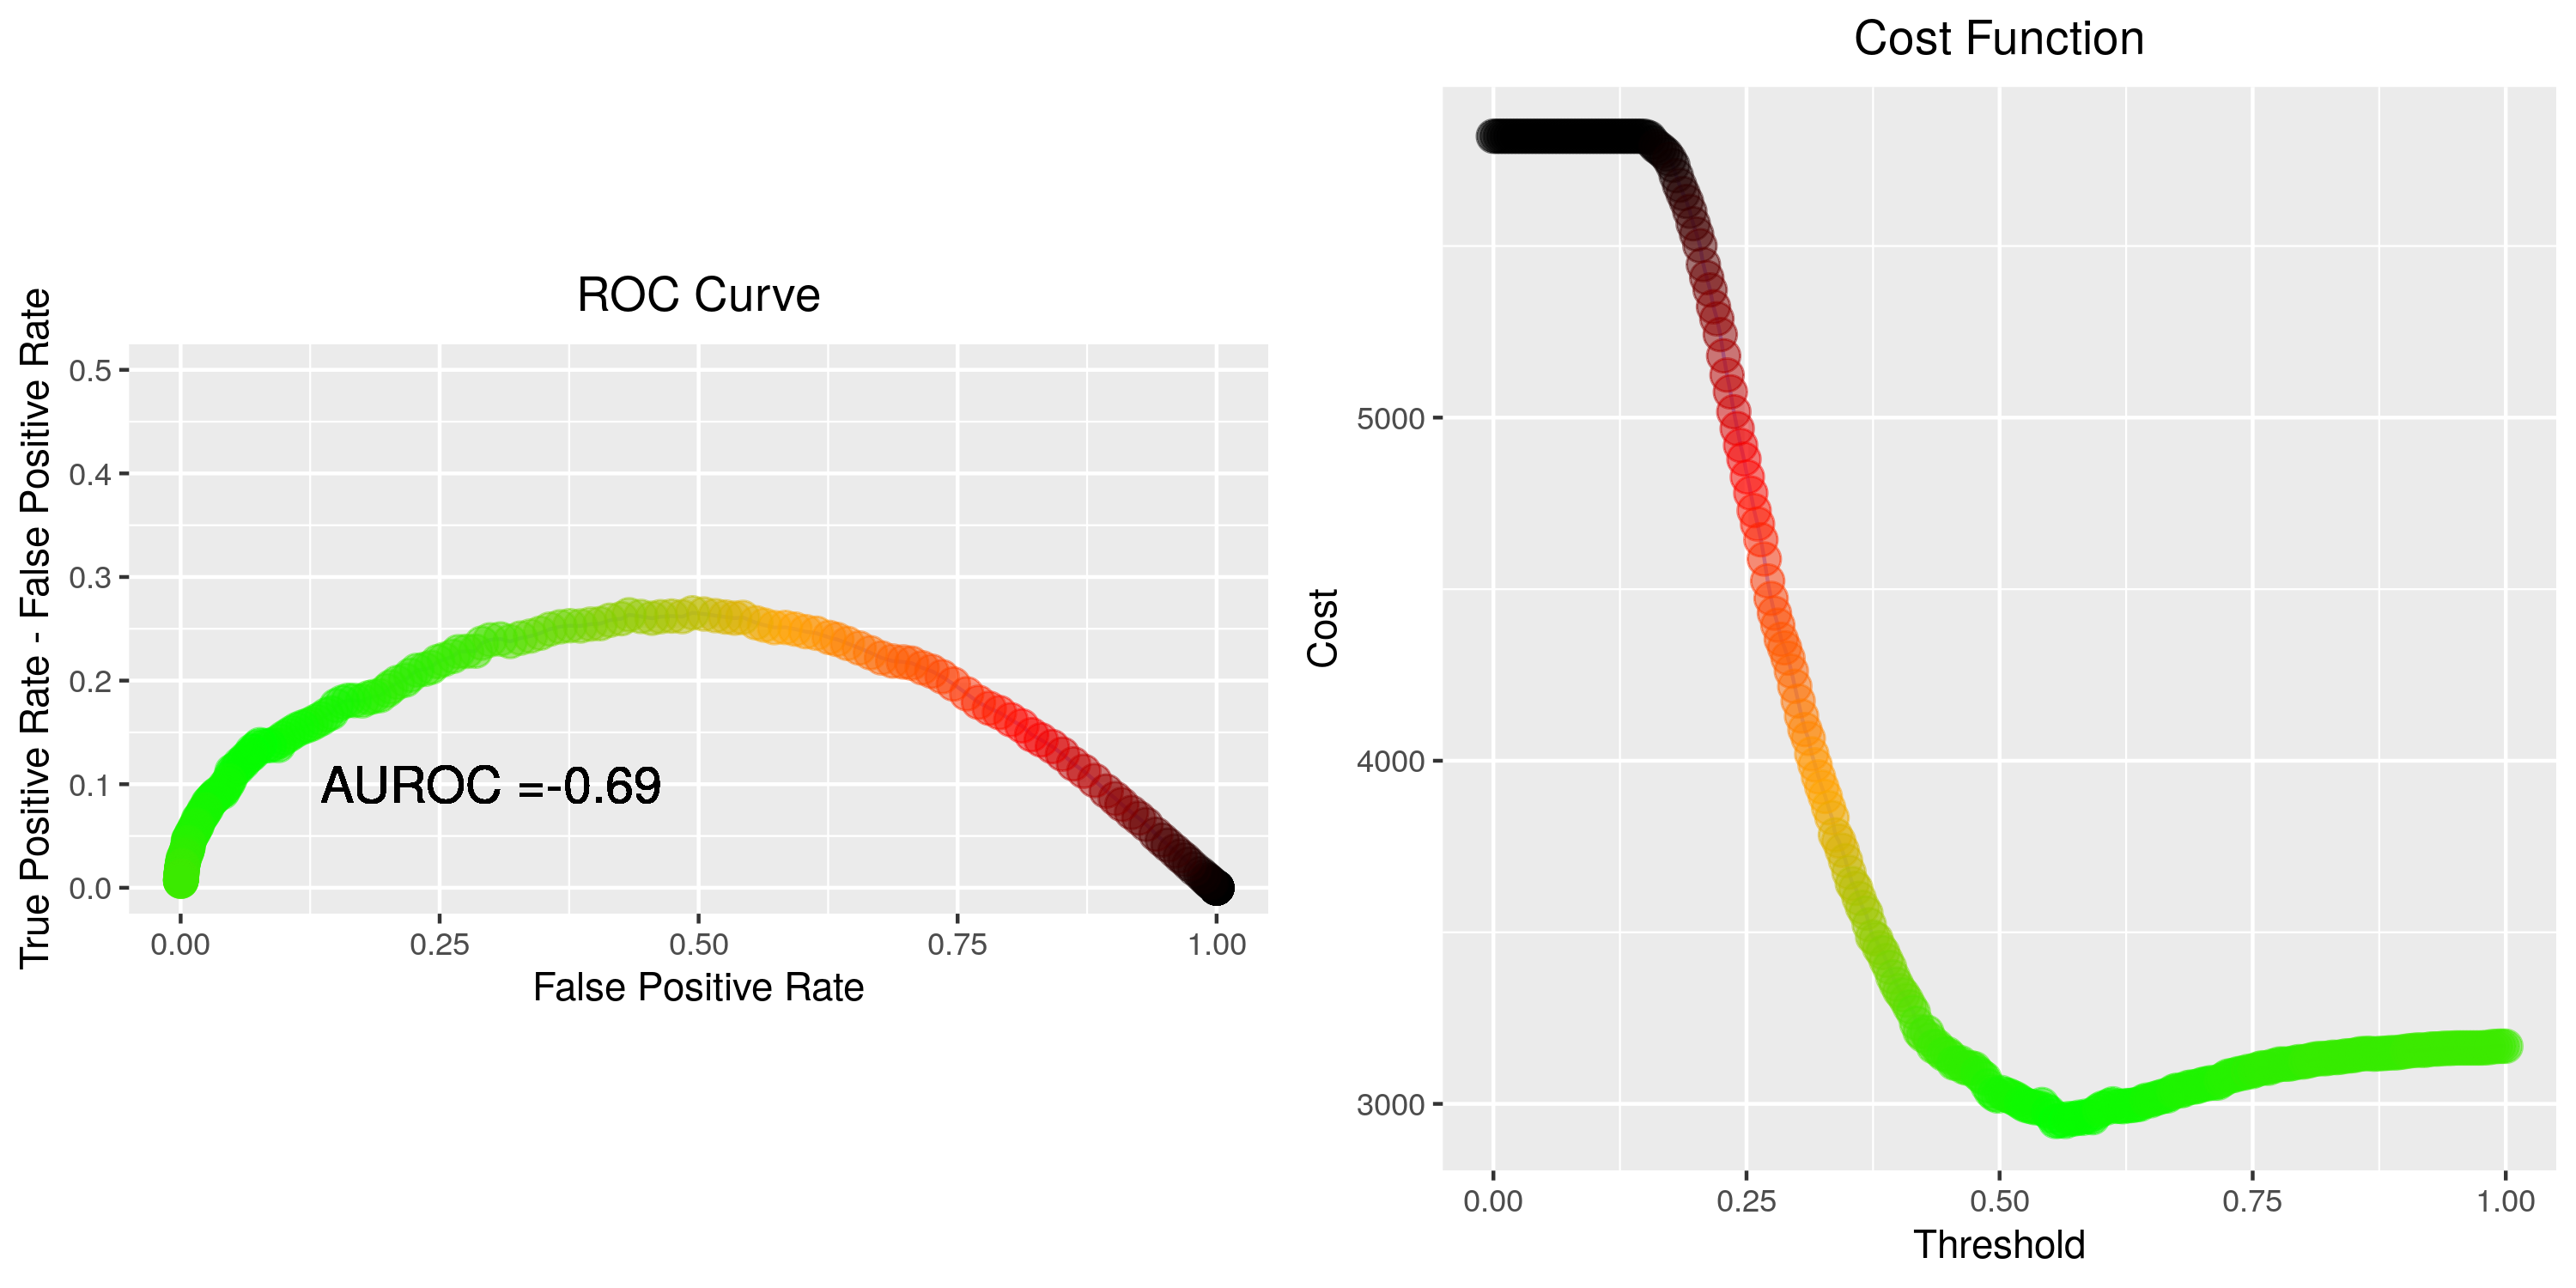 ROC Curve
True Positive Rate - False Positive Rate
0.5
0.4
0.3
0.2
0.1
0.0
AUROC =-0.69
0.00 0.25 0.50 0.75 1.00
False Positive Rate
Cost Function
Cost
5000
4000
3000
0.00 0.25 0.50 0.75 1.00
Threshold